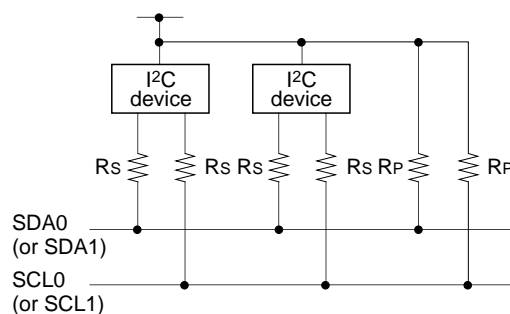 I²C
device
I²C
device
RS RS RS RS RP RP
SDA0
(or SDA1)
SCL0
(or SCL1)